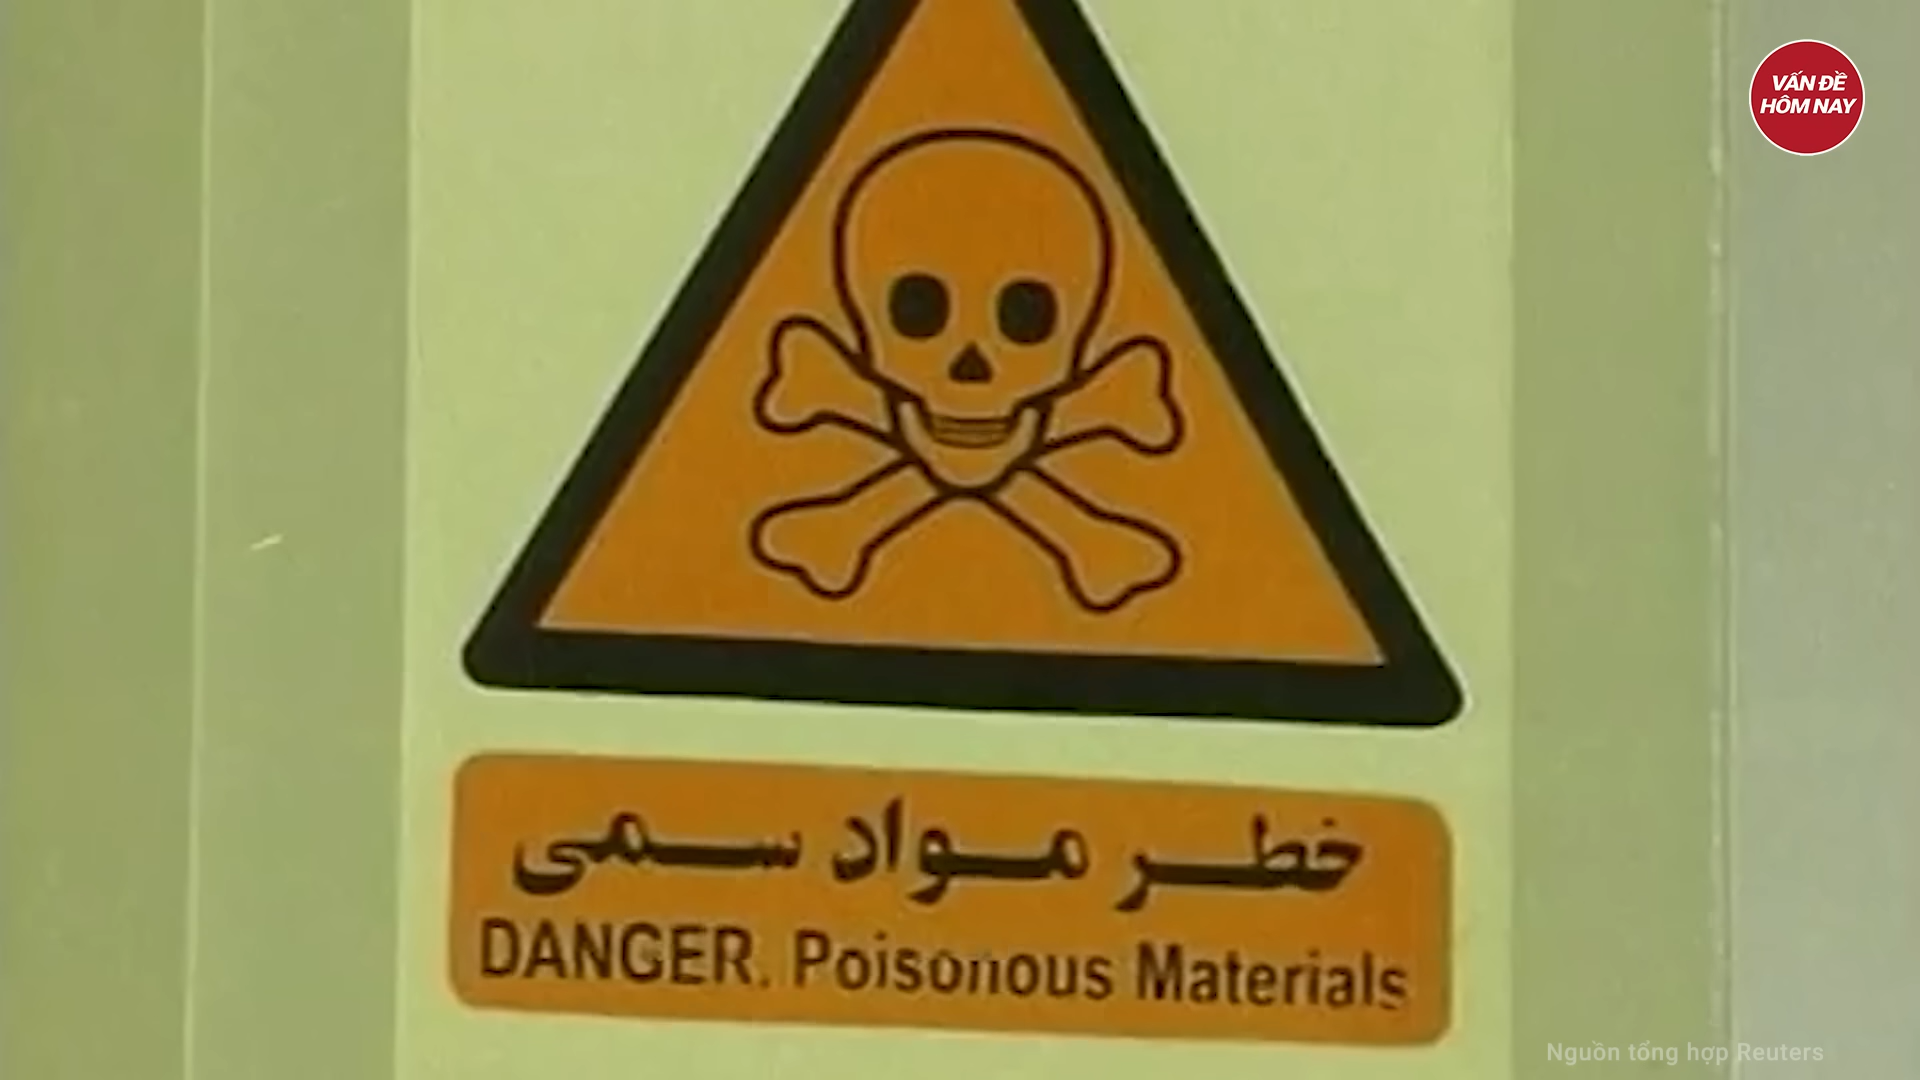 VẤN ĐỀ
HÔM NAY
خطر مواد سمی
DANGER. Poisonous Materials
Nguồn tổng hợp Reuters